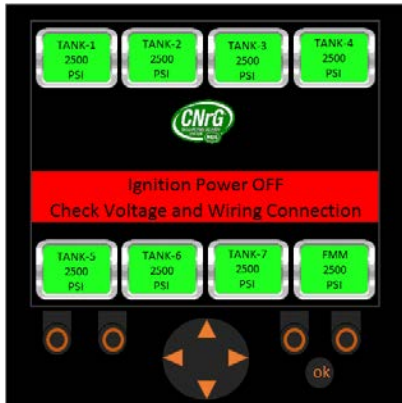 TANK-1
2500
PSI
TANK-2
2500
PSI
TANK-3
2500
PSI
TANK-4
2500
PSI
CNrG
Ignition Power OFF
Check Voltage and Wiring Connection
TANK-5
2500
PSI
TANK-6
2500
PSI
TANK-7
2500
PSI
FMM
2500
PSI
ok